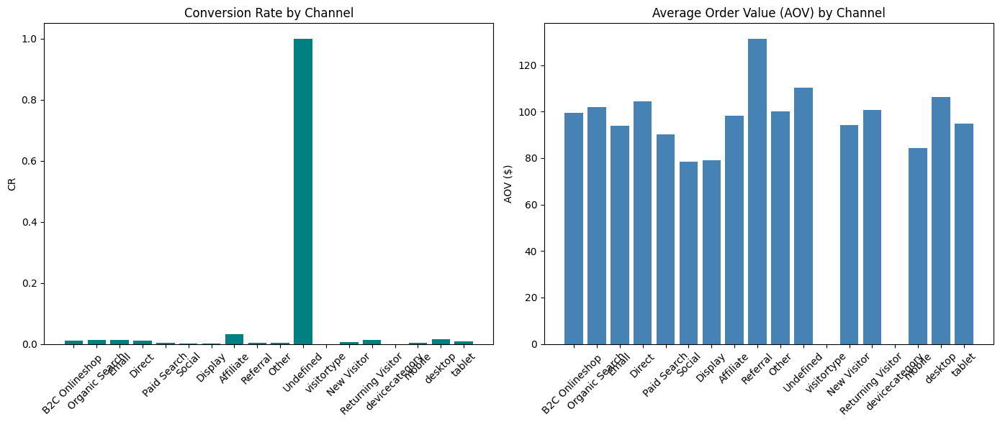 Conversion Rate by Channel
CR
1.0
0.8
0.6
0.4
0.2
0.0
B2C Onlineshop
Organic Search
Email
Direct
Paid Search
Social
Display
Affiliate
Referral
Other
Undefined
visitortype
New Visitor
Returning Visitor
devicecategory
mobile
desktop
tablet
Average Order Value (AOV) by Channel
AOV ($)
120
100
80
60
40
20
0
B2C Onlineshop
Organic Search
Email
Direct
Paid Search
Social
Display
Affiliate
Referral
Other
Undefined
visitortype
New Visitor
Returning Visitor
devicecategory
mobile
desktop
tablet